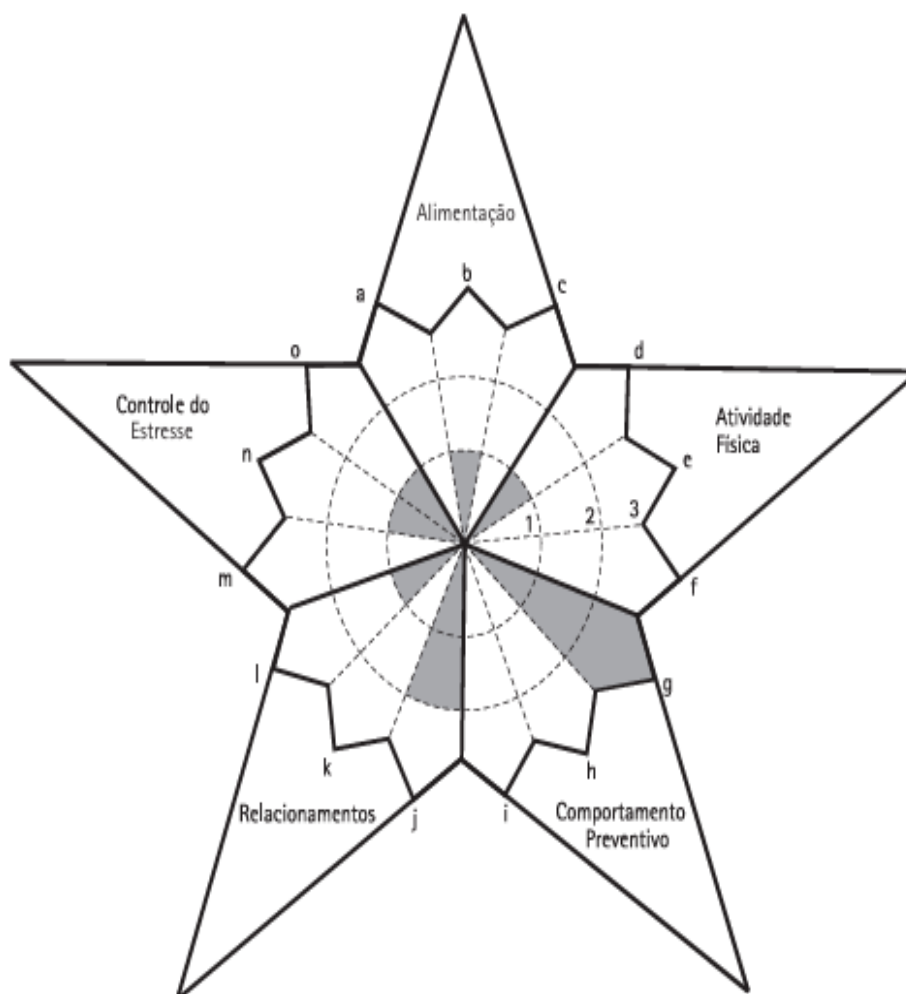 Alimentação
b
a
c
o
d
Controle do
Estresse
Atividade
Física
n
e
1
2
3
m
f
l
g
k
h
Relacionamentos
j
i
Comportamento
Preventivo